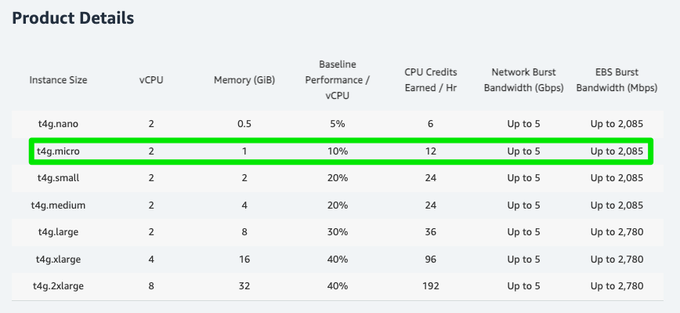 Product Details
Instance Size vCPU Memory (GiB) Baseline Performance / vCPU CPU Credits Earned / Hr Network Burst Bandwidth (Gbps) EBS Burst Bandwidth (Mbps)
t4g.nano 2 0.5 5% 6 Up to 5 Up to 2,085
t4g.micro 2 1 10% 12 Up to 5 Up to 2,085
t4g.small 2 2 20% 24 Up to 5 Up to 2,085
t4g.medium 2 4 20% 24 Up to 5 Up to 2,085
t4g.large 2 8 30% 36 Up to 5 Up to 2,780
t4g.xlarge 4 16 40% 96 Up to 5 Up to 2,780
t4g.2xlarge 8 32 40% 192 Up to 5 Up to 2,780